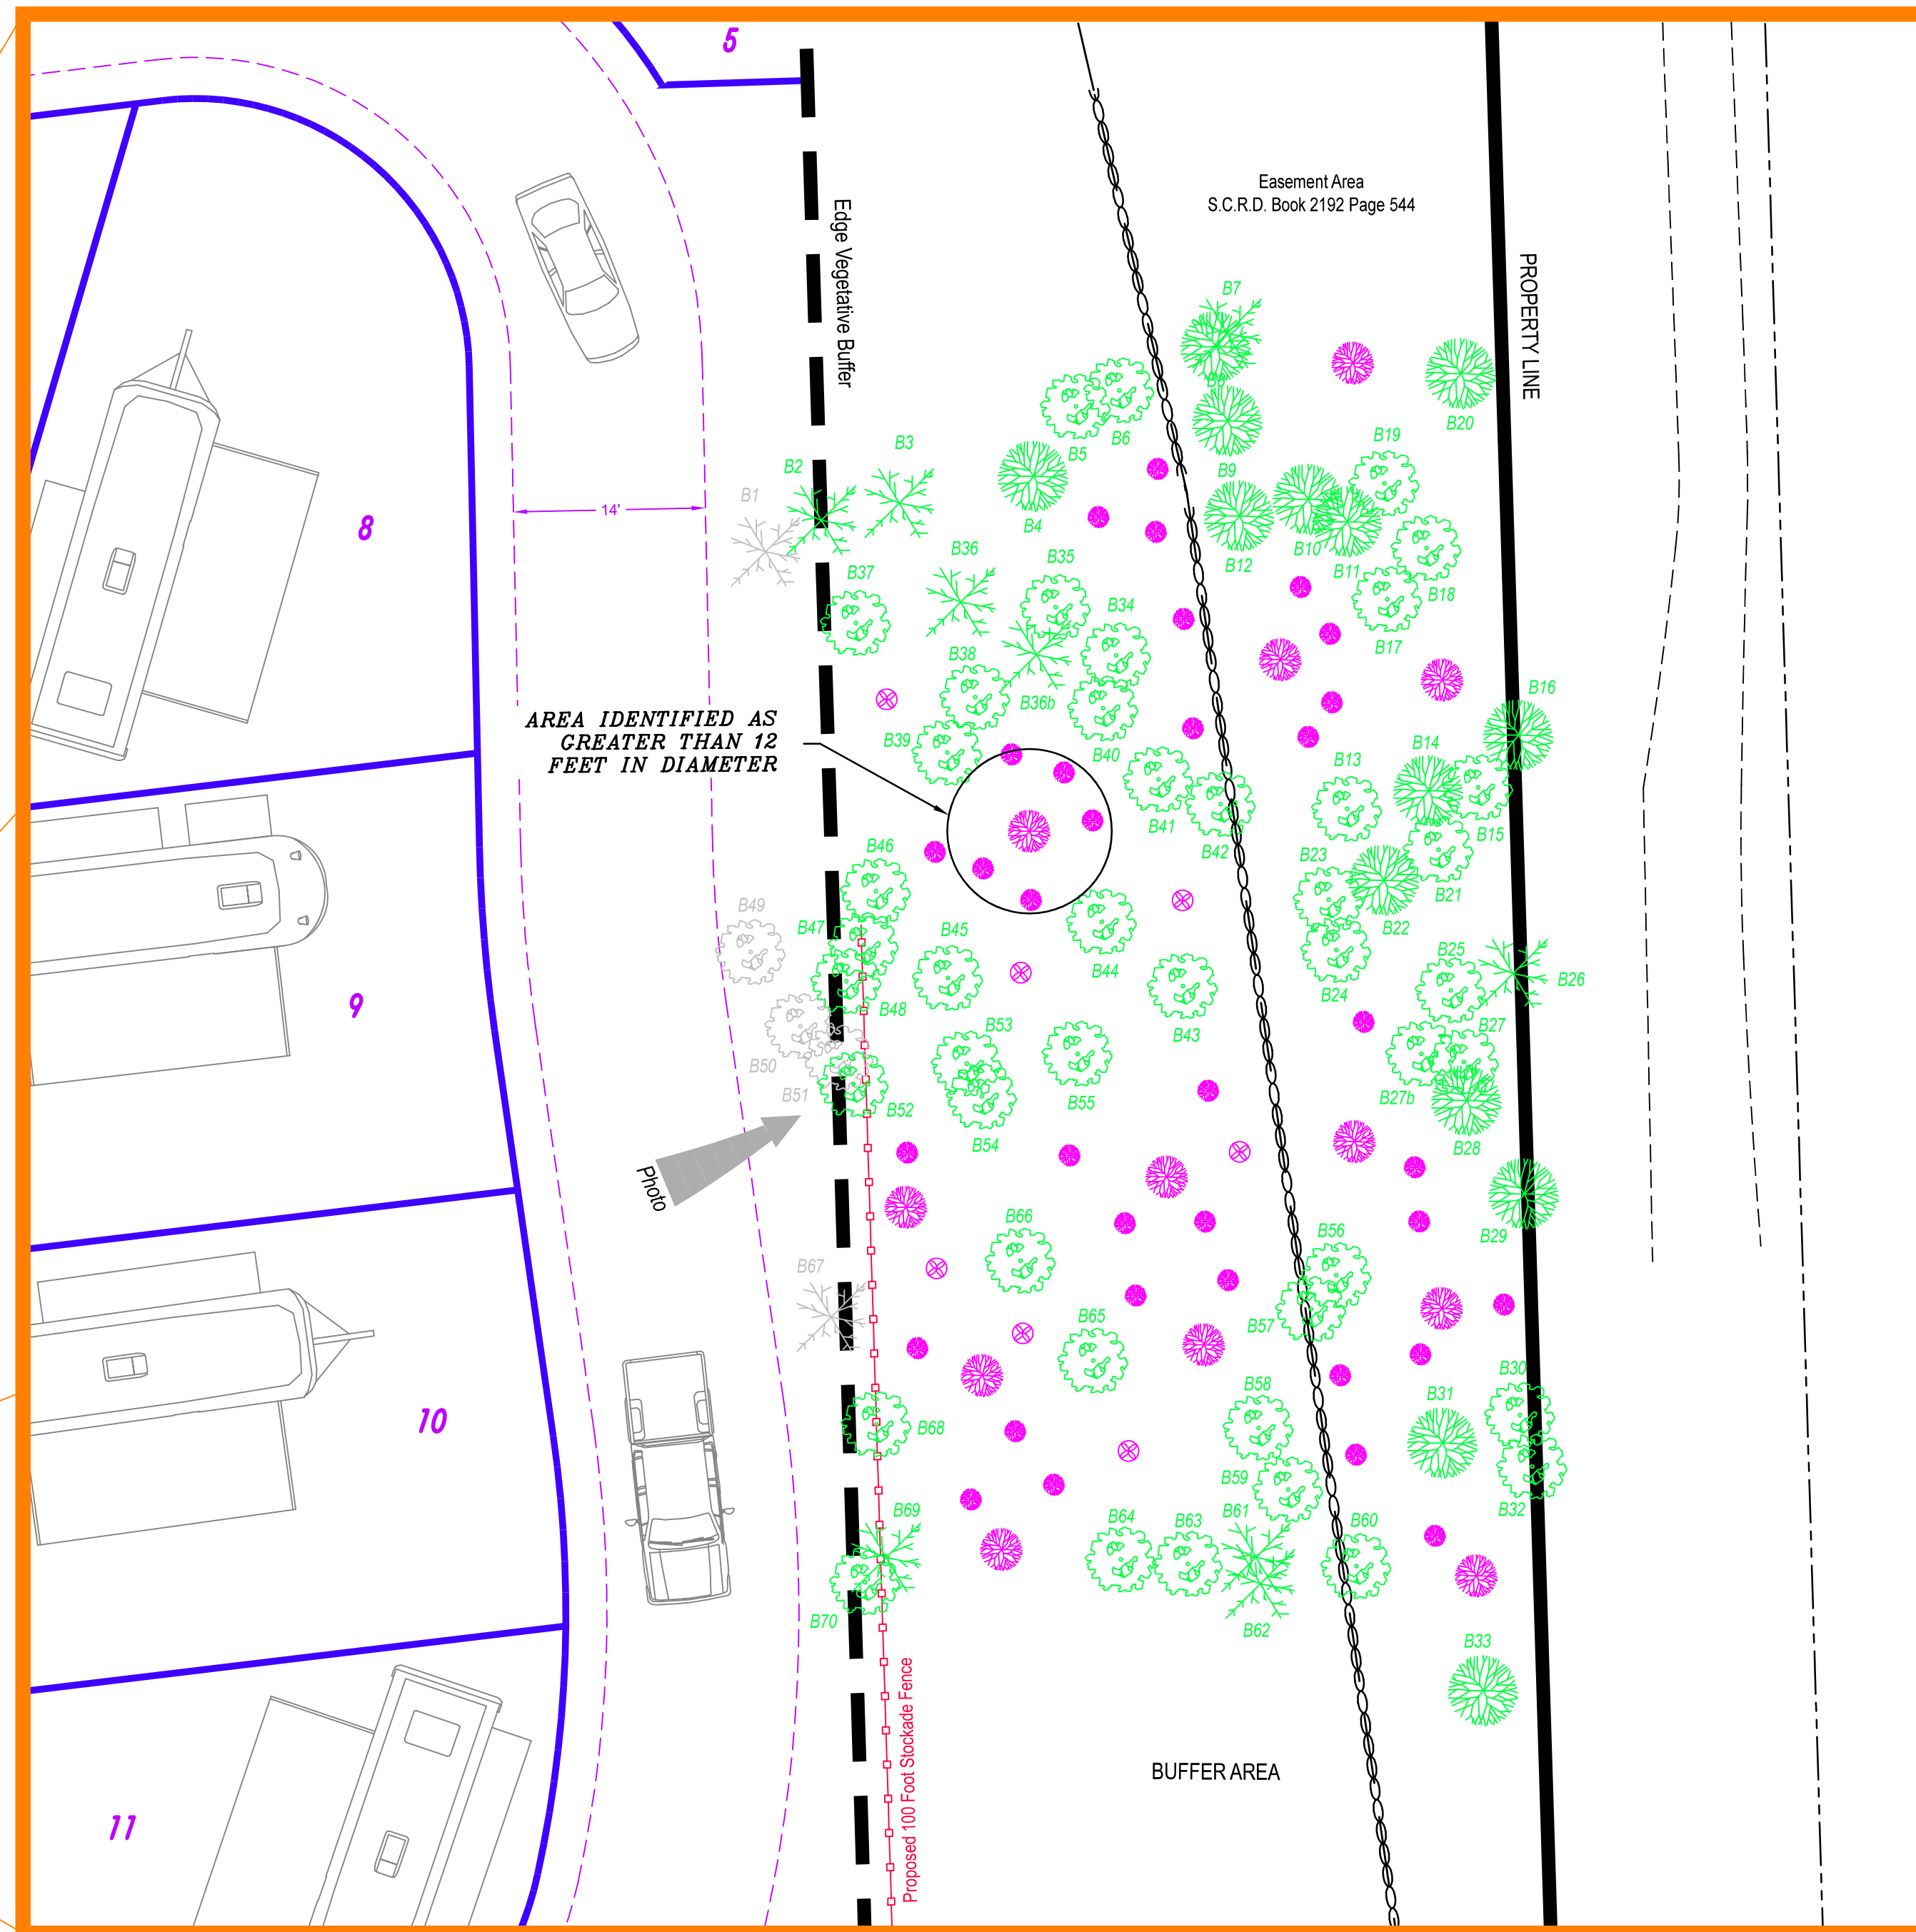 5
Edge Vegetative Buffer
Easement Area
S.C.R.D. Book 2192 Page 544
PROPERTY LINE
B7
B8
B20
B5
B6
B19
B3
B2
B1
B4
B9
8
14'
B10
B11
B12
B18
B17
B37
B36
B35
B34
B38
B36b
B16
AREA IDENTIFIED AS
GREATER THAN 12
FEET IN DIAMETER
B39
B40
B13
B14
B41
B42
B15
B46
B23
B21
B49
B47
B45
B44
B22
B25
B26
9
B48
B24
B53
B43
B27
B50
B51
B52
B54
B55
B27b
B28
Photo
B66
B56
B29
B67
B65
B57
10
B68
B58
B31
B30
B59
B32
B69
B64
B63
B61
B60
B70
B62
B33
Proposed 100 Foot Stockade Fence
BUFFER AREA
11